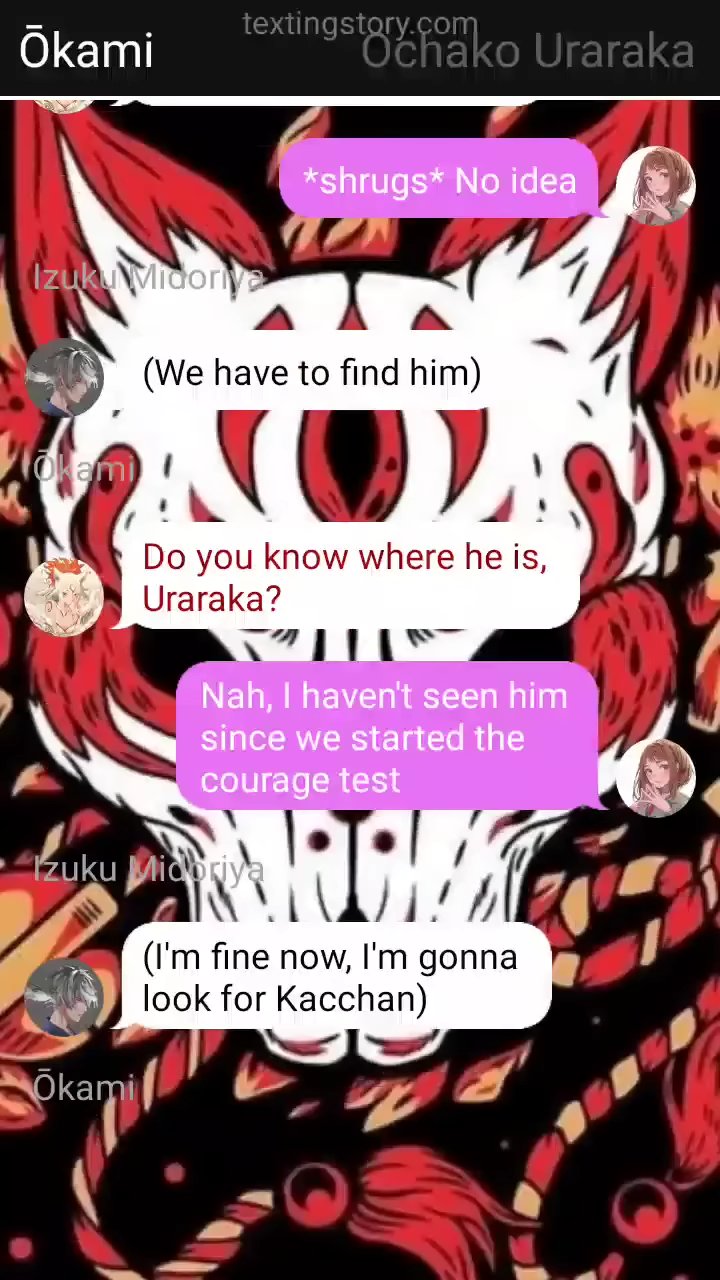 textingstory.com
Ōkami
Ochako Uraraka
*shrugs* No idea
Izuku Midoriya
(We have to find him)
Ōkami
Do you know where he is,
Uraraka?
Nah, I haven't seen him
since we started the
courage test
Izuku Midoriya
(I'm fine now, I'm gonna
look for Kacchan)
Ōkami